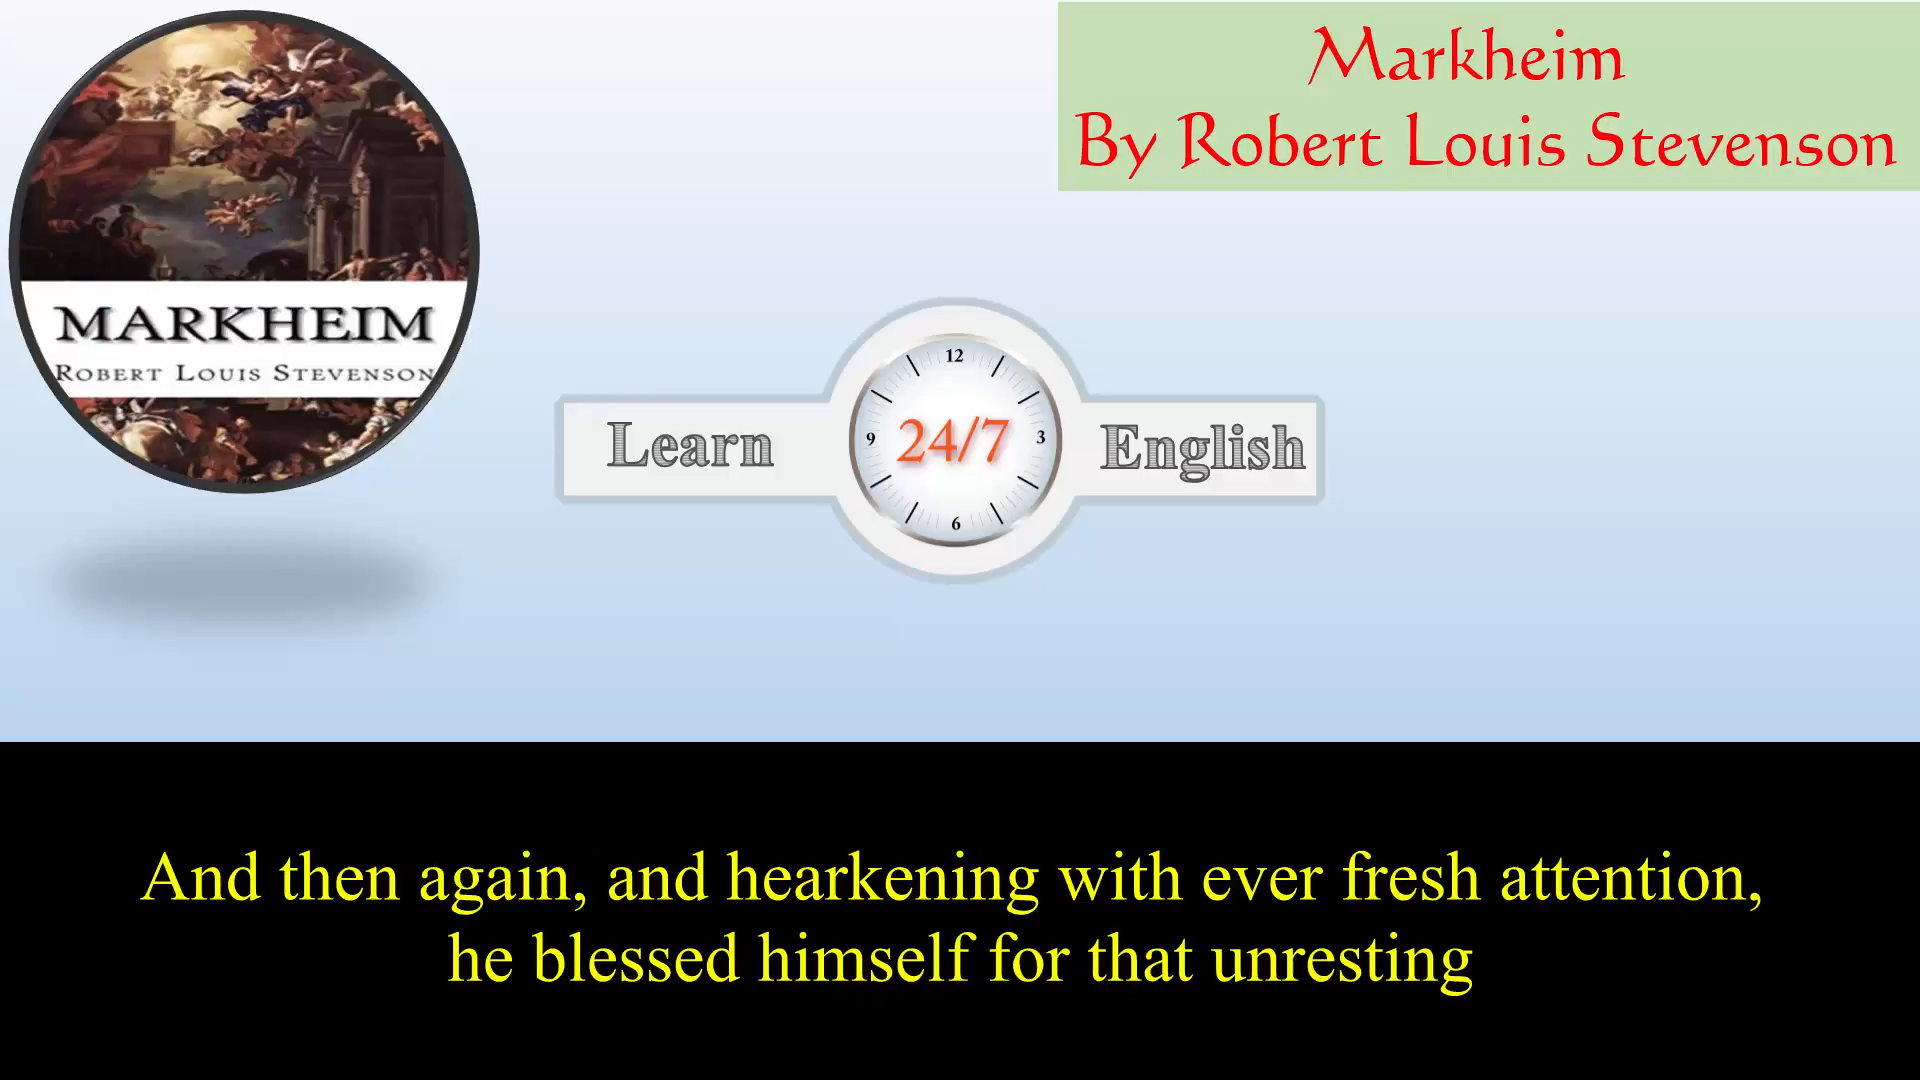 Markheim
By Robert Louis Stevenson
MARKHEIM
ROBERT LOUIS STEVENSON
Learn
24/7
English
12
3
6
9
And then again, and hearkening with ever fresh attention,
he blessed himself for that unresting